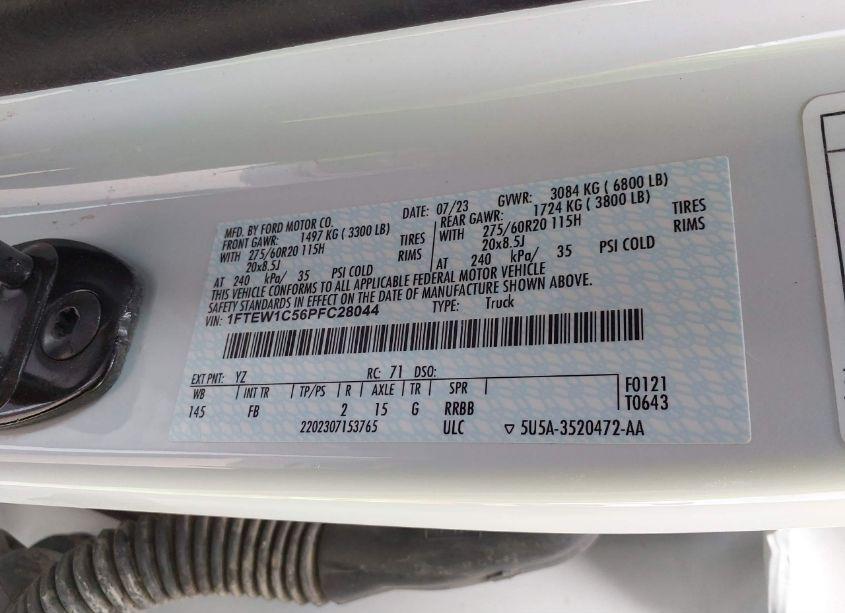 MFD. BY FORD MOTOR CO. DATE: 07/23 GVWR: 3084 KG ( 6800 LB)
FRONT GAWR: 1497 KG ( 3300 LB) REAR GAWR: 1724 KG ( 3800 LB)
WITH 275/60R20 115H TIRES WITH 275/60R20 115H TIRES
20x8.5J RIMS 20x8.5J RIMS
AT 240 kPa/ 35 PSI COLD AT 240 kPa/ 35 PSI COLD
THIS VEHICLE CONFORMS TO ALL APPLICABLE FEDERAL MOTOR VEHICLE
SAFETY STANDARDS IN EFFECT ON THE DATE OF MANUFACTURE SHOWN ABOVE.
VIN: 1FTEW1C56PFC28044 TYPE: Truck
EXT PNT: YZ RC: 71 DSO:
WB INT TR TP/PS R AXLE TR SPR F0121
145 FB 2 15 G RRBB T0643
2202307153765 ULC ▽ 5U5A-3520472-AA